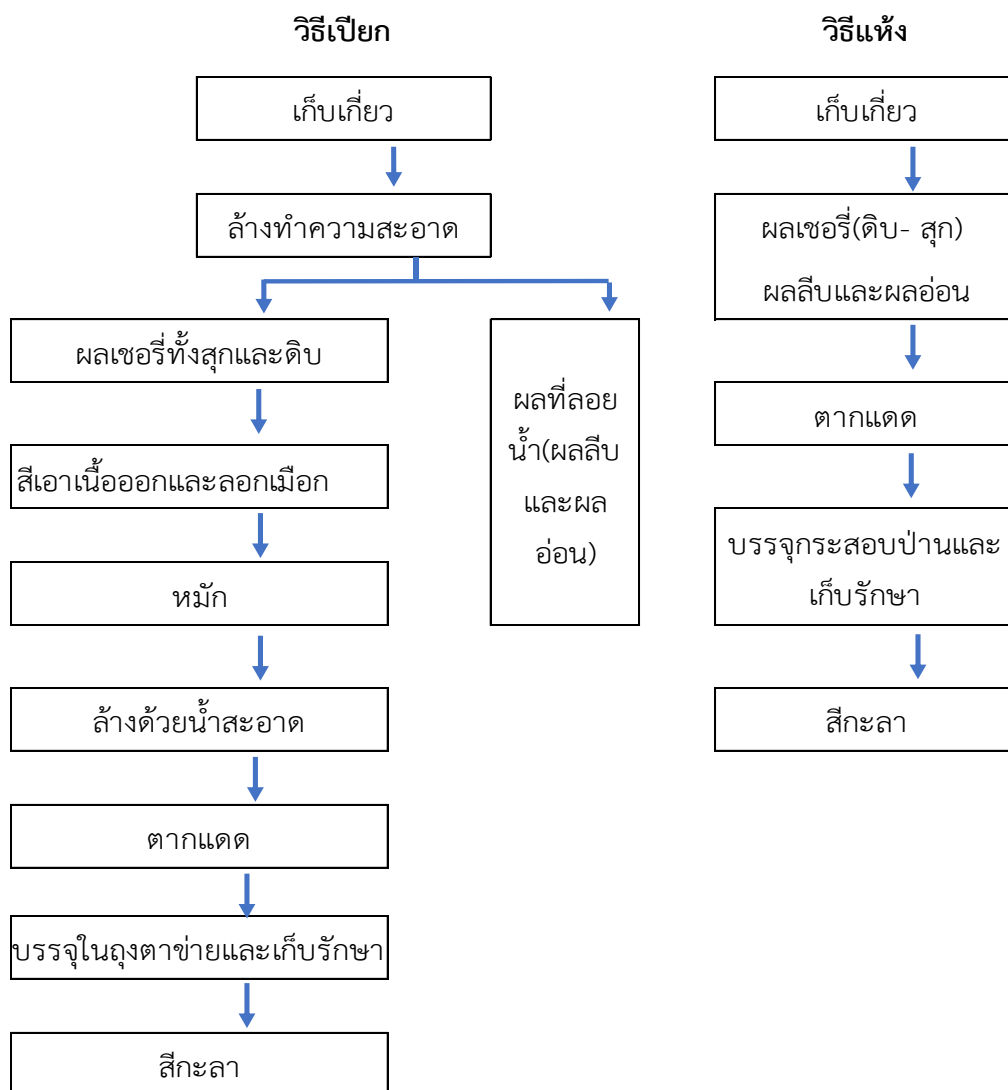 วิธีเปียก
เก็บเกี่ยว
ล้างทำความสะอาด
ผลเชอรี่ทั้งสุกและดิบ
ผลที่ลอย
น้ำ(ผลลีบ
และผล
อ่อน)
สีเอาเนื้อออกและลอกเมือก
หมัก
ล้างด้วยน้ำสะอาด
ตากแดด
บรรจุในถุงตาข่ายและเก็บรักษา
สีกะลา
วิธีแห้ง
เก็บเกี่ยว
ผลเชอรี่(ดิบ- สุก)
ผลลีบและผลอ่อน
ตากแดด
บรรจุกระสอบป่านและ
เก็บรักษา
สีกะลา